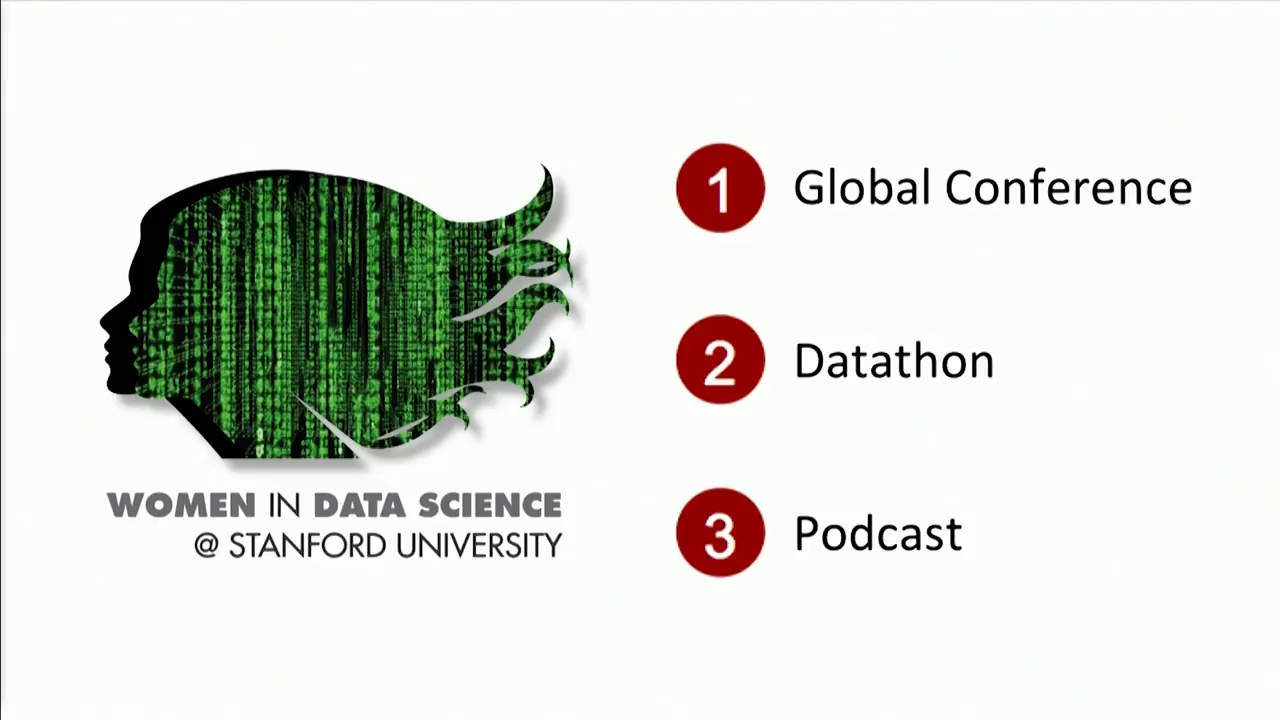 WOMEN IN DATA SCIENCE
@ STANFORD UNIVERSITY
1 Global Conference
2 Datathon
3 Podcast